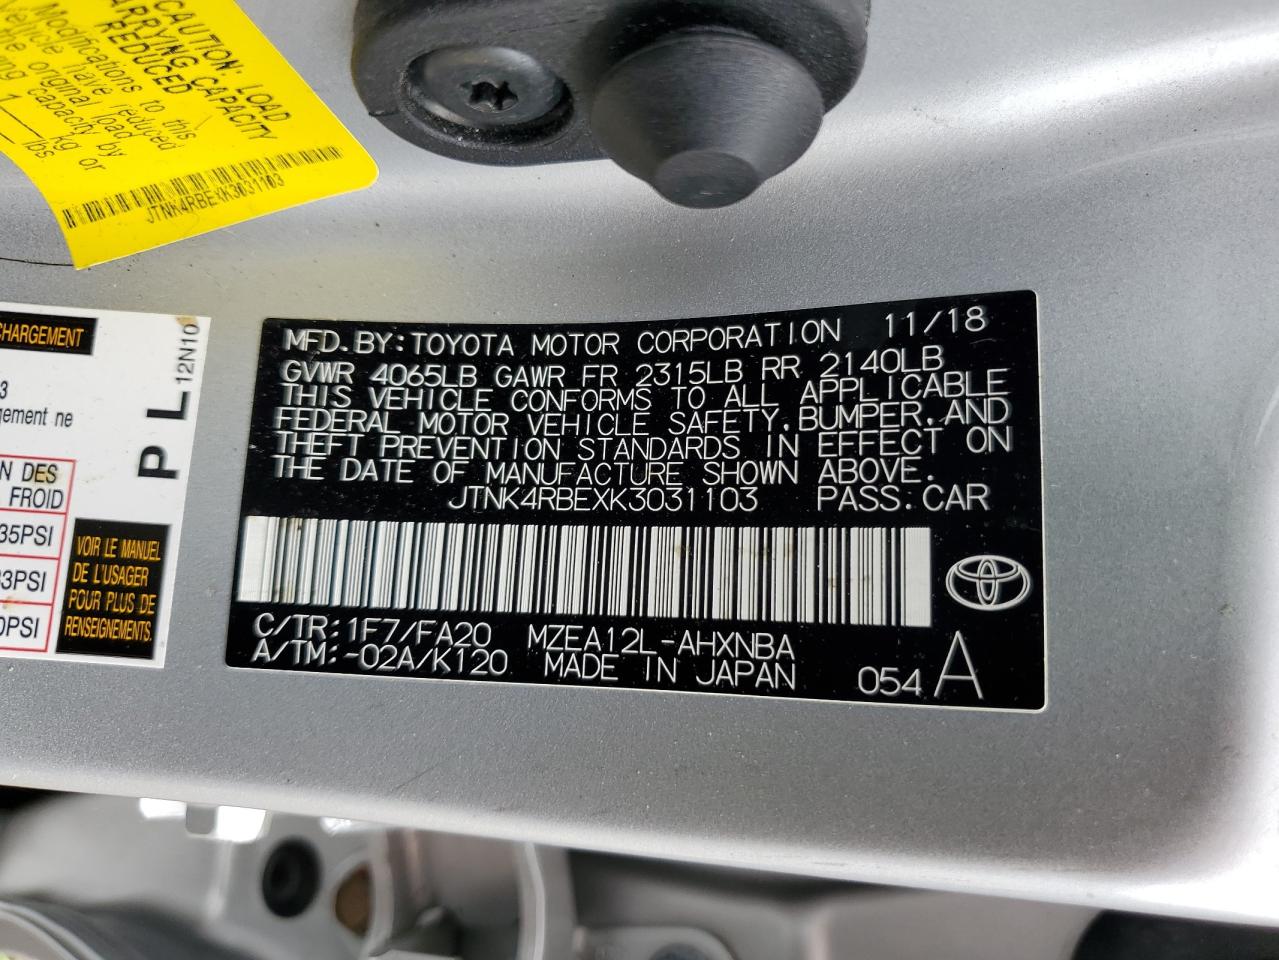 CAUTION: LOAD
CARRYING CAPACITY
REDUCED
Modifications to this
vehicle have reduced
the original load
capacity by
kg or
lbs.
JTNK4RBEXK3031103
CHARGEMENT
3
gement ne
N DES
FROID
35PSI
33PSI
0PSI
PL
12N10
VOIR LE MANUEL
DE L'USAGER
POUR PLUS DE
RENSEIGNEMENTS.
MFD.BY:TOYOTA MOTOR CORPORATION 11/18
GVWR 4065LB GAWR FR 2315LB RR 2140LB
THIS VEHICLE CONFORMS TO ALL APPLICABLE
FEDERAL MOTOR VEHICLE SAFETY,BUMPER,AND
THEFT PREVENTION STANDARDS IN EFFECT ON
THE DATE OF MANUFACTURE SHOWN ABOVE.
JTNK4RBEXK3031103 PASS.CAR
C/TR:1F7/FA20 MZEA12L-AHXNBA
A/TM:-02A/K120 MADE IN JAPAN 054 A